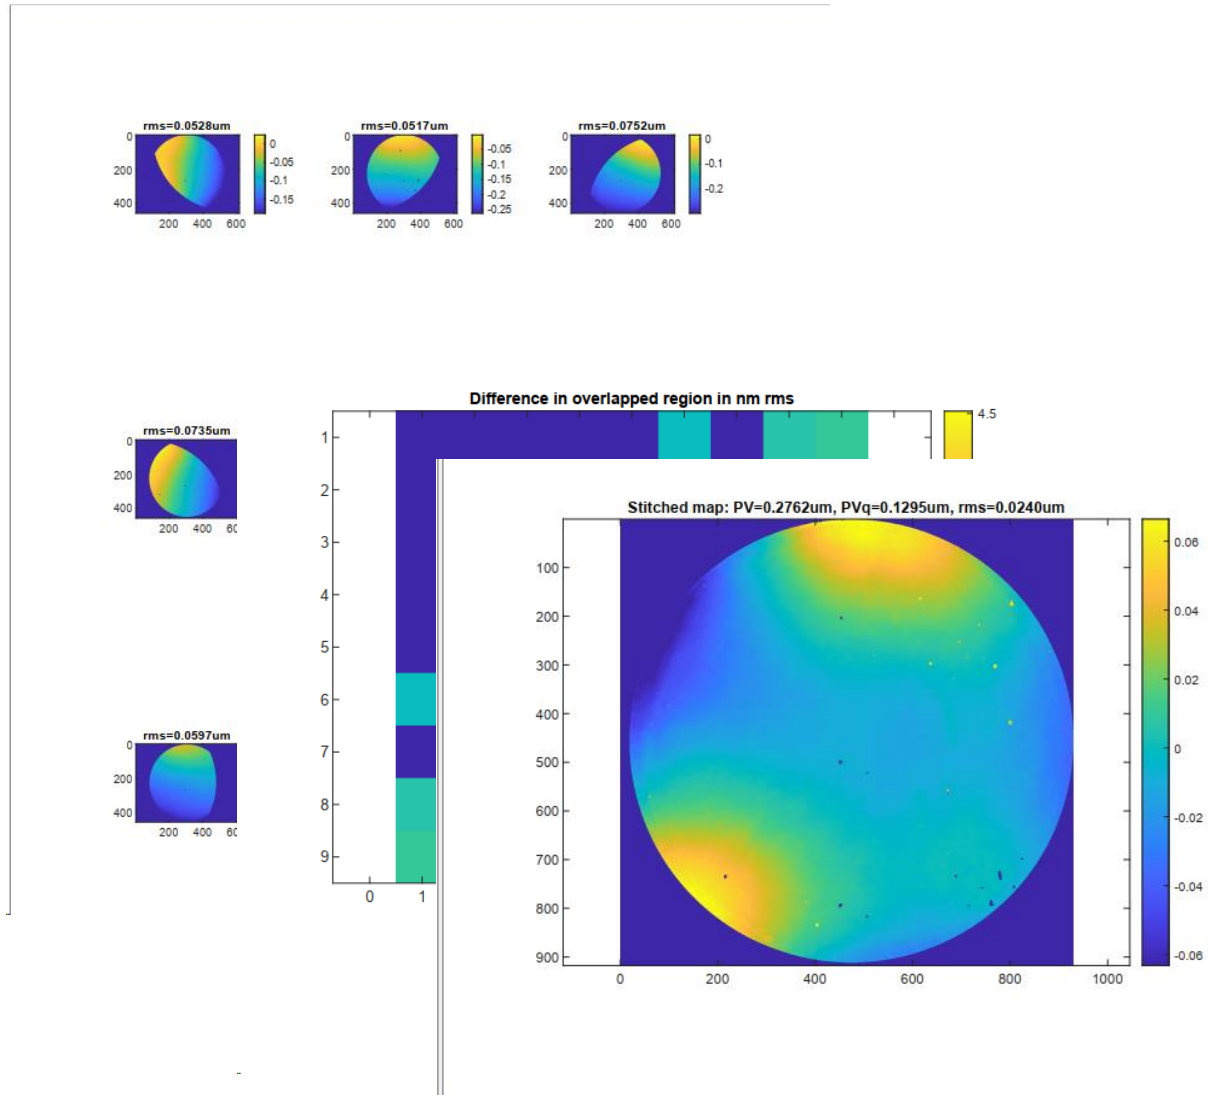 rms=0.0528um rms=0.0517um rms=0.0752um
0 0 0 0 0
-0.05 -0.05 -0.1
200 -0.1 200 -0.1 200 -0.2
-0.15 -0.15
400 400 -0.2 400
-0.25
200 400 600 200 400 600 200 400 600
Difference in overlapped region in nm rms
4.5
rms=0.0735um
0
200
400
200 400 60
1
2
3
4
5
6
7
8
9
0 1
Stitched map: PV=0.2762um, PVq=0.1295um, rms=0.0240um
100
200
300
400
500
600
700
800
900
0 200 400 600 800 1000
0.06
0.04
0.02
0
-0.02
-0.04
-0.06
rms=0.0597um
0
200
400
200 400 60